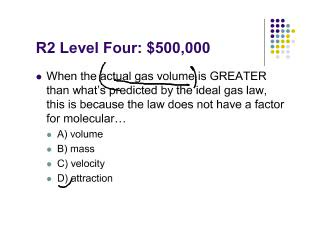 R2 Level Four: $500,000
When the actual gas volume is GREATER
than what's predicted by the ideal gas law,
this is because the law does not have a factor
for molecular...
A) volume
B) mass
C) velocity
D) attraction